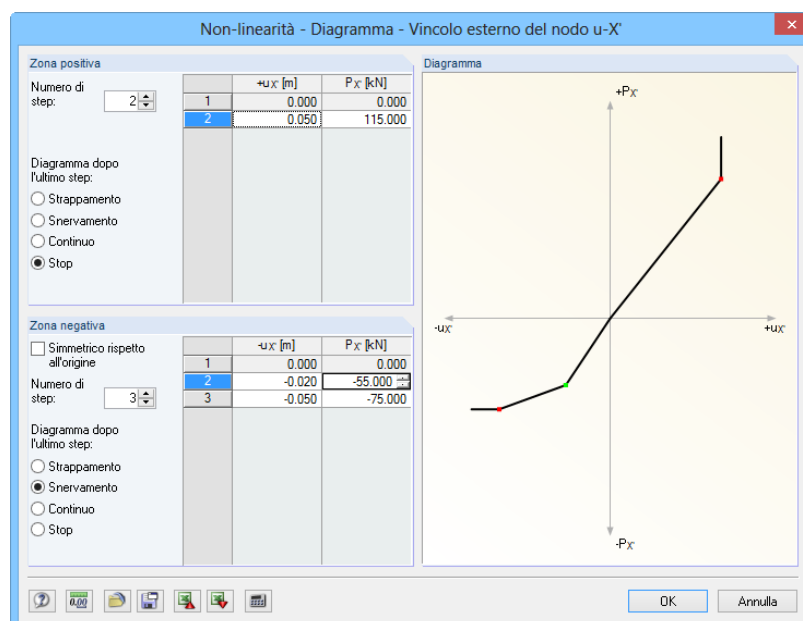 Non-linearità - Diagramma - Vincolo esterno del nodo u-X'
Zona positiva
Numero di
step:
2
+uX' [m] PX' [kN]
1 0.000 0.000
2 0.050 115.000
Diagramma dopo
l'ultimo step:
Strappamento
Snervamento
Continuo
Stop
Zona negativa
Simmetrico rispetto
all'origine
Numero di
step:
3
-uX' [m] PX' [kN]
1 0.000 0.000
2 -0.020 -55.000
3 -0.050 -75.000
Diagramma dopo
l'ultimo step:
Strappamento
Snervamento
Continuo
Stop
Diagramma
+PX'
-uX'
+uX'
-PX'
0.00
OK
Annulla